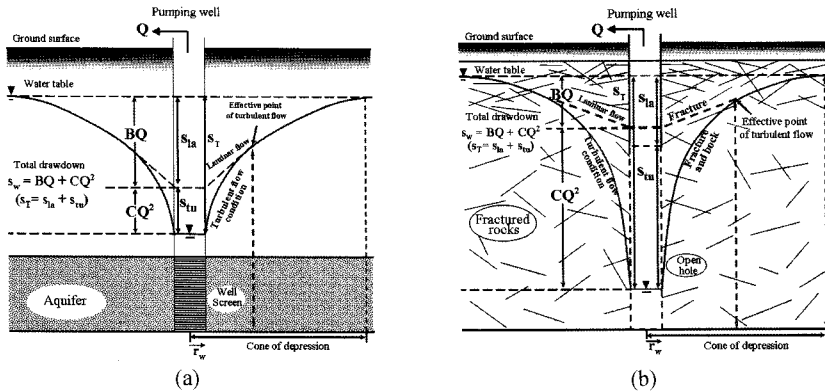 Pumping well
Q
Ground surface
Water table
Effective point
of turbulent flow
BQ
s_la
s_T
Laminar flow
Total drawdown
s_w = BQ + CQ²
(s_T = s_la + s_tu)
Turbulent flow
condition
CQ²
s_tu
Aquifer
Well
Screen
r_w
Cone of depression
(a)
Pumping well
Q
Ground surface
Water table
s_T
BQ
s_la
Laminar flow
Fracture
Effective point
of turbulent flow
Total drawdown
s_w = BQ + CQ²
(s_T = s_la + s_tu)
Turbulent flow
condition
Fracture
and bock
s_tu
CQ²
Fractured
rocks
Open
hole
r_w
Cone of depression
(b)